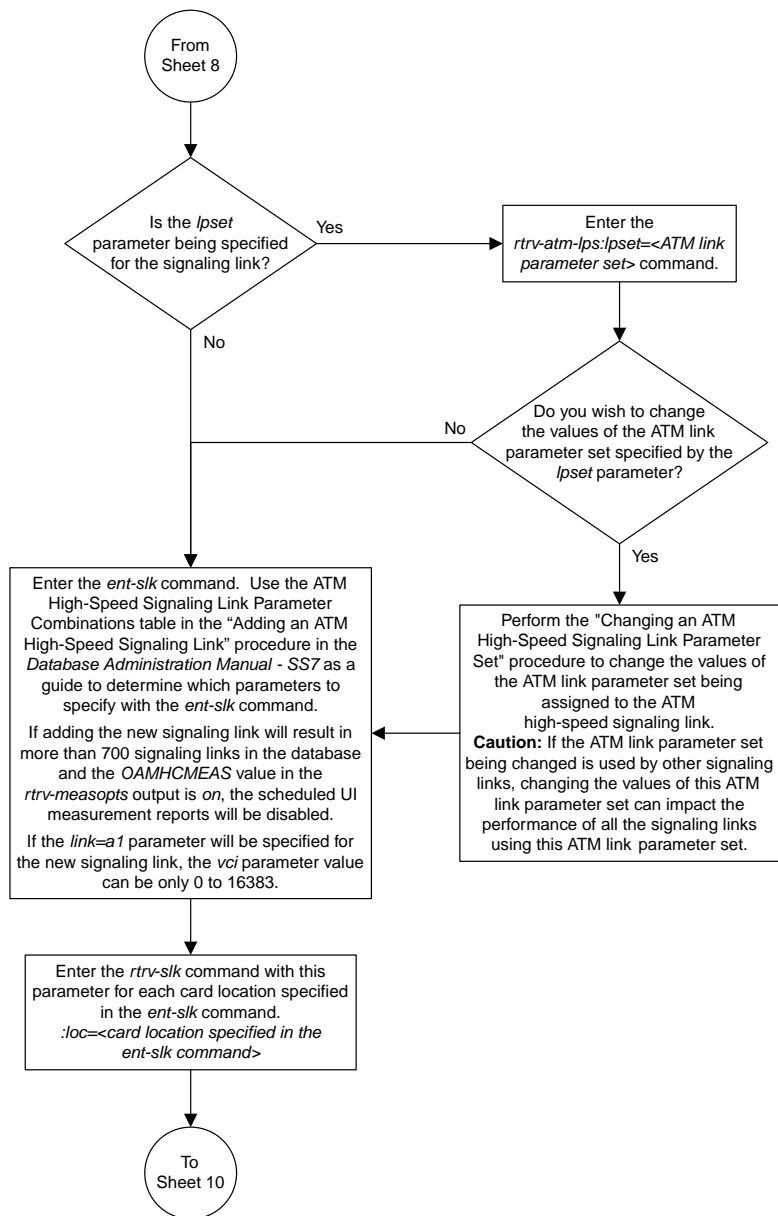 From
Sheet 8
Is the lpset
parameter being specified
for the signaling link?
Yes
No
Enter the
rtrv-atm-lps:lpset=<ATM link
parameter set> command.
Do you wish to change
the values of the ATM link
parameter set specified by the
lpset parameter?
No
Yes
Enter the ent-slk command. Use the ATM
High-Speed Signaling Link Parameter
Combinations table in the “Adding an ATM
High-Speed Signaling Link” procedure in the
Database Administration Manual - SS7 as a
guide to determine which parameters to
specify with the ent-slk command.
If adding the new signaling link will result in
more than 700 signaling links in the database
and the OAMHCMEAS value in the
rtrv-measopts output is on, the scheduled UI
measurement reports will be disabled.
If the link=a1 parameter will be specified for
the new signaling link, the vci parameter value
can be only 0 to 16383.
Perform the "Changing an ATM
High-Speed Signaling Link Parameter
Set" procedure to change the values of
the ATM link parameter set being
assigned to the ATM
high-speed signaling link.
Caution: If the ATM link parameter set
being changed is used by other signaling
links, changing the values of this ATM
link parameter set can impact the
performance of all the signaling links
using this ATM link parameter set.
Enter the rtrv-slk command with this
parameter for each card location specified
in the ent-slk command.
:loc=<card location specified in the
ent-slk command>
To
Sheet 10